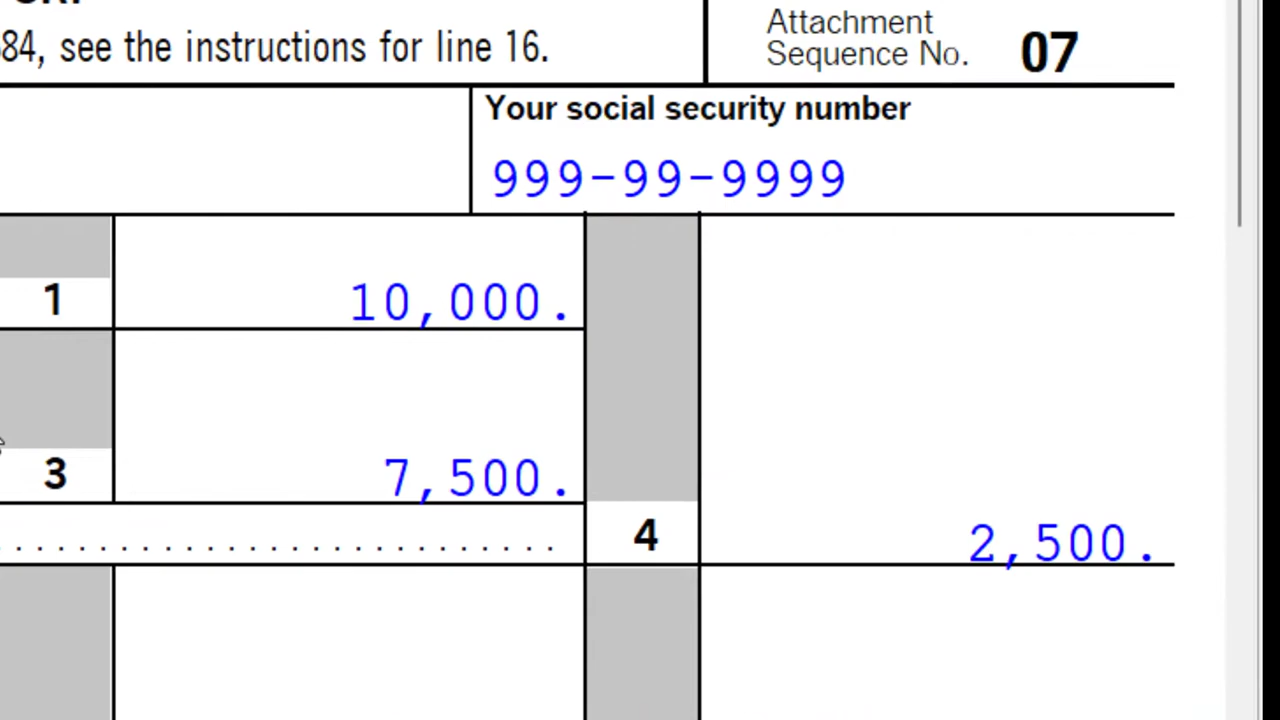 84, see the instructions for line 16.
Attachment
Sequence No. 07
Your social security number
999-99-9999
1 10,000.
3 7,500.
4 2,500.